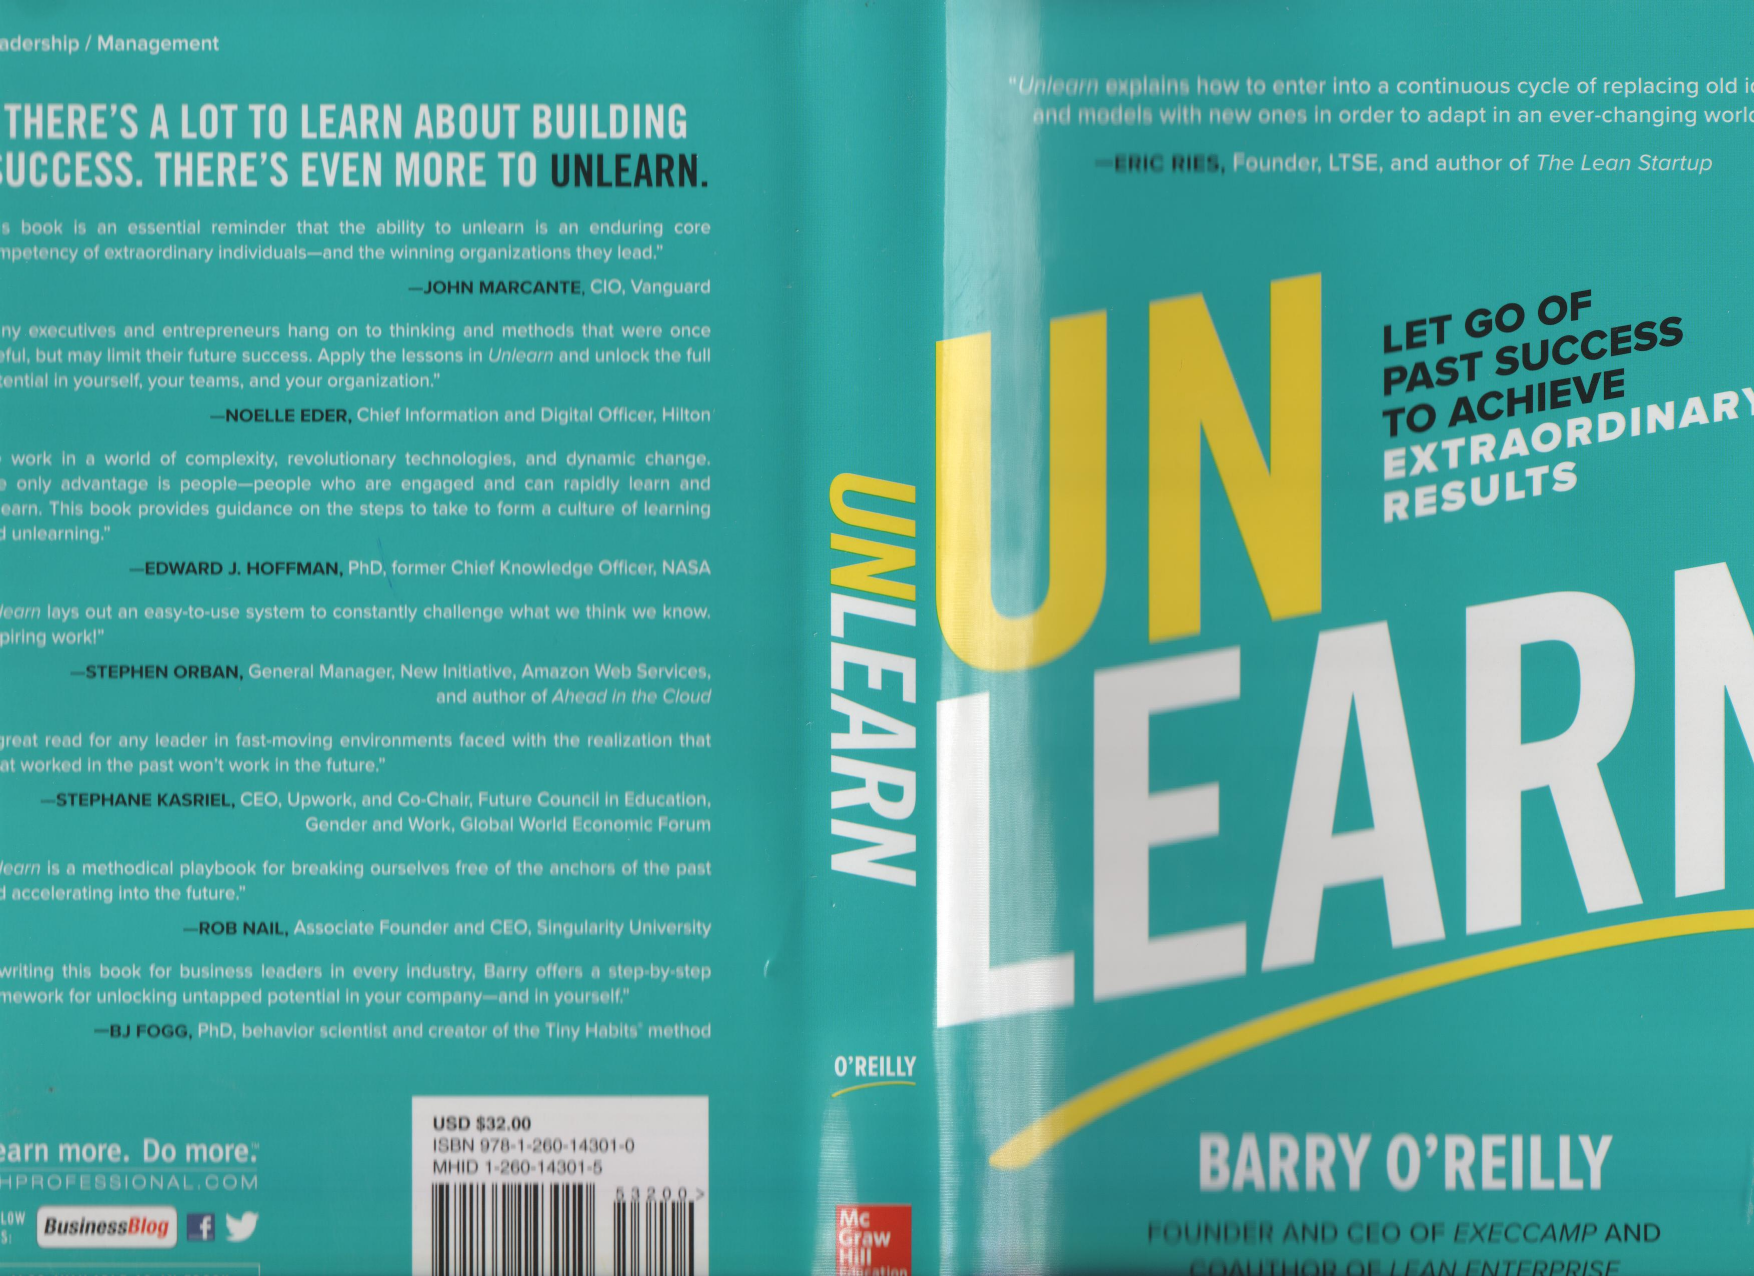 adership / Management
THERE'S A LOT TO LEARN ABOUT BUILDING
SUCCESS. THERE'S EVEN MORE TO UNLEARN.
s book is an essential reminder that the ability to unlearn is an enduring core
mpetency of extraordinary individuals—and the winning organizations they lead."
—JOHN MARCANTE, CIO, Vanguard
ny executives and entrepreneurs hang on to thinking and methods that were once
eful, but may limit their future success. Apply the lessons in Unlearn and unlock the full
tential in yourself, your teams, and your organization."
—NOELLE EDER, Chief Information and Digital Officer, Hilton
work in a world of complexity, revolutionary technologies, and dynamic change.
e only advantage is people—people who are engaged and can rapidly learn and
earn. This book provides guidance on the steps to take to form a culture of learning
d unlearning."
—EDWARD J. HOFFMAN, PhD, former Chief Knowledge Officer, NASA
learn lays out an easy-to-use system to constantly challenge what we think we know.
piring work!"
—STEPHEN ORBAN, General Manager, New Initiative, Amazon Web Services,
and author of Ahead in the Cloud
great read for any leader in fast-moving environments faced with the realization that
at worked in the past won't work in the future."
—STEPHANE KASRIEL, CEO, Upwork, and Co-Chair, Future Council in Education,
Gender and Work, Global World Economic Forum
learn is a methodical playbook for breaking ourselves free of the anchors of the past
d accelerating into the future."
—ROB NAIL, Associate Founder and CEO, Singularity University
writing this book for business leaders in every industry, Barry offers a step-by-step
mework for unlocking untapped potential in your company—and in yourself."
—BJ FOGG, PhD, behavior scientist and creator of the Tiny Habits® method
earn more. Do more.™
HPROFESSIONAL.COM
LOW
S:
BusinessBlog
USD $32.00
ISBN 978-1-260-14301-0
MHID 1-260-14301-5
53200>
UNLEARN
O'REILLY
Mc
Graw
Hill
Education
"Unlearn explains how to enter into a continuous cycle of replacing old i
and models with new ones in order to adapt in an ever-changing world
—ERIC RIES, Founder, LTSE, and author of The Lean Startup
UN
LEARN
LET GO OF
PAST SUCCESS
TO ACHIEVE
EXTRAORDINARY
RESULTS
BARRY O'REILLY
FOUNDER AND CEO OF EXECCAMP AND
COAUTHOR OF LEAN ENTERPRISE